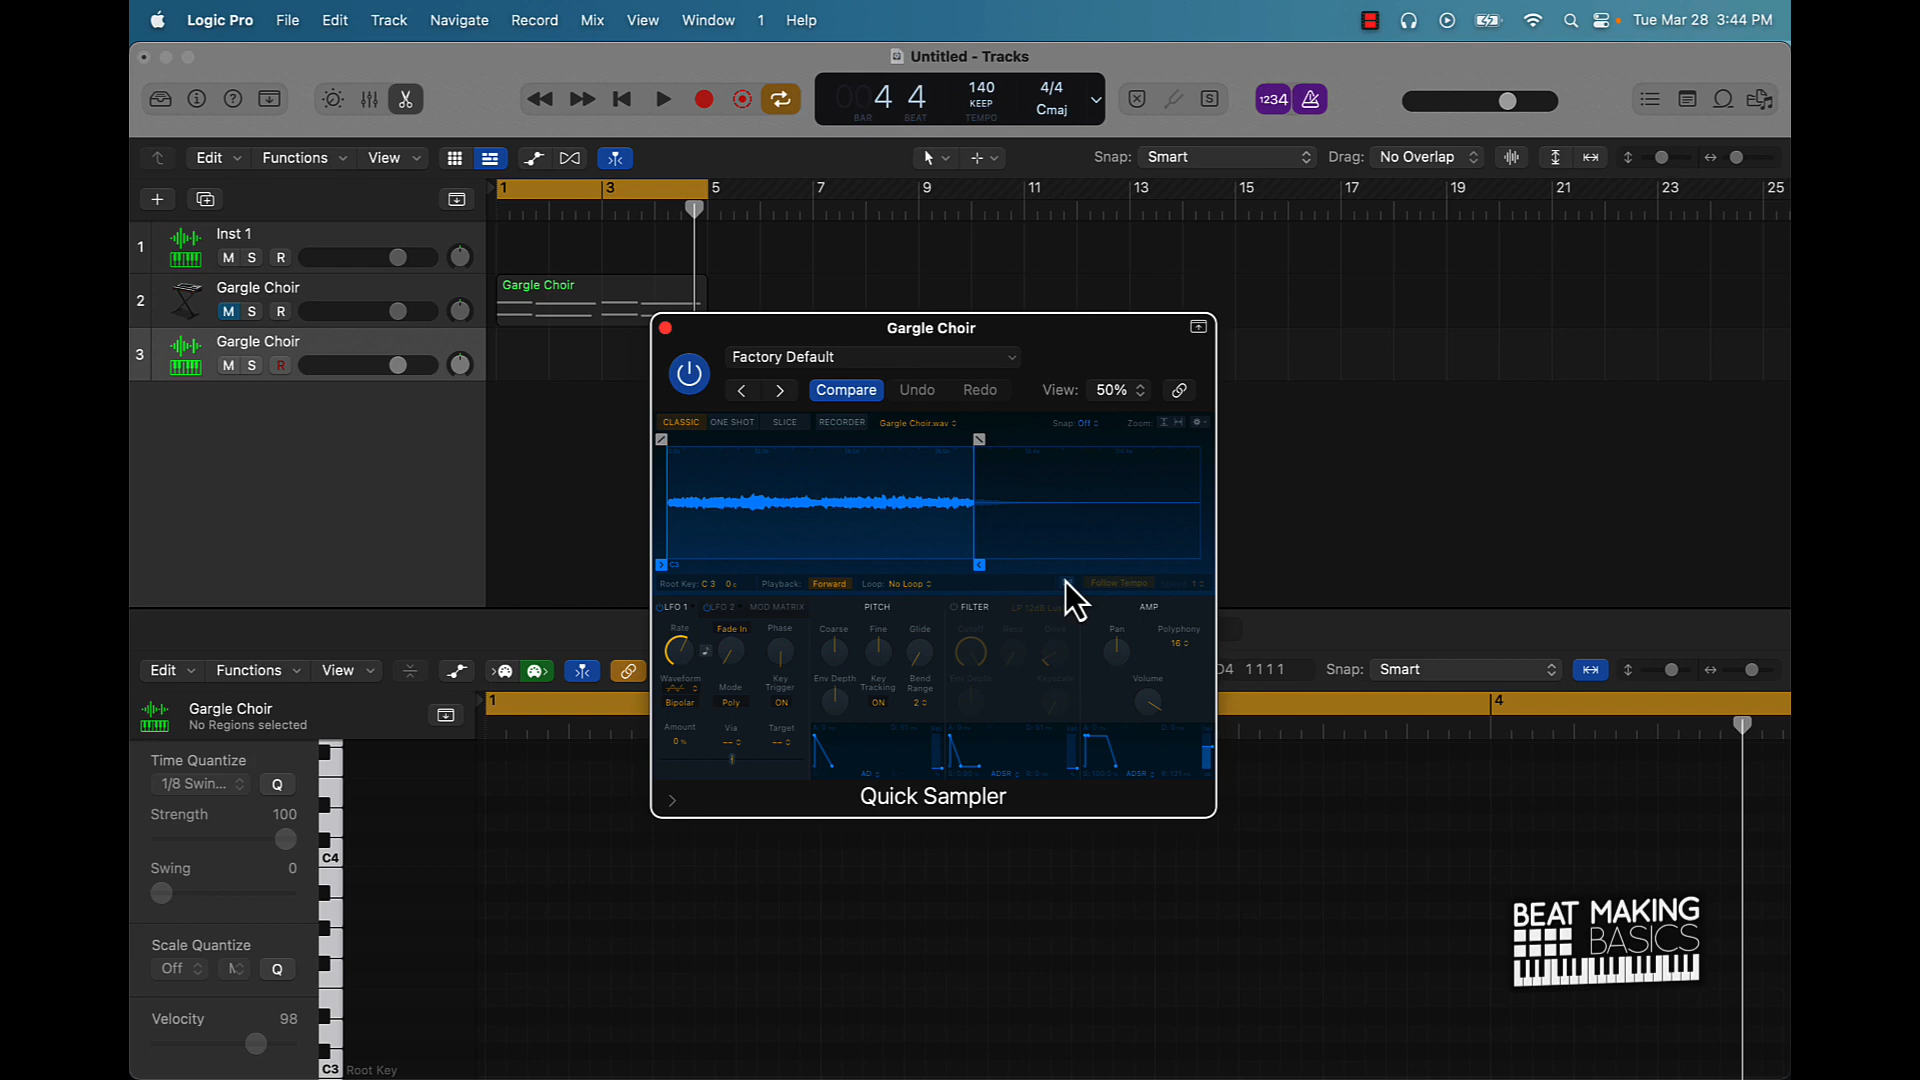 Logic Pro File Edit Track Navigate Record Mix View Window 1 Help Tue Mar 28 3:44 PM
Untitled - Tracks
4 4 140 4/4
KEEP Cmaj 1234
BAR BEAT TEMPO
Edit Functions View Snap: Smart Drag: No Overlap
1 3 5 7 9 11 13 15 17 19 21 23 25
1 Inst 1
M S R
2 Gargle Choir
M S R
Gargle Choir
3 Gargle Choir
M S R
Gargle Choir
Factory Default
Compare Undo Redo View: 50%
CLASSIC ONE SHOT SLICE RECORDER Gargle Choir.wav Snap: Off Zoom:
C3
Root Key: C 3 0 c Playback: Forward Loop: No Loop Follow Tempo
LFO 1 LFO 2 MOD MATRIX PITCH FILTER AMP
Rate Fade In Phase Coarse Fine Glide Cutoff Reso Drive Pan Polyphony
16
Waveform Mode Key Trigger Env Depth Key Tracking Bend Range Env Depth Keyscale Volume
Bipolar Poly ON ON 2
Amount Via Target
0 % -- --
AD ADSR ADSR
Quick Sampler
Edit Functions View 1 1 1 1 Snap: Smart
1 4
Gargle Choir
No Regions selected
Time Quantize
1/8 Swin... Q
Strength 100
C4
Swing 0
Scale Quantize
Off Q
Velocity 98
C3 Root Key
BEAT MAKING
BASICS